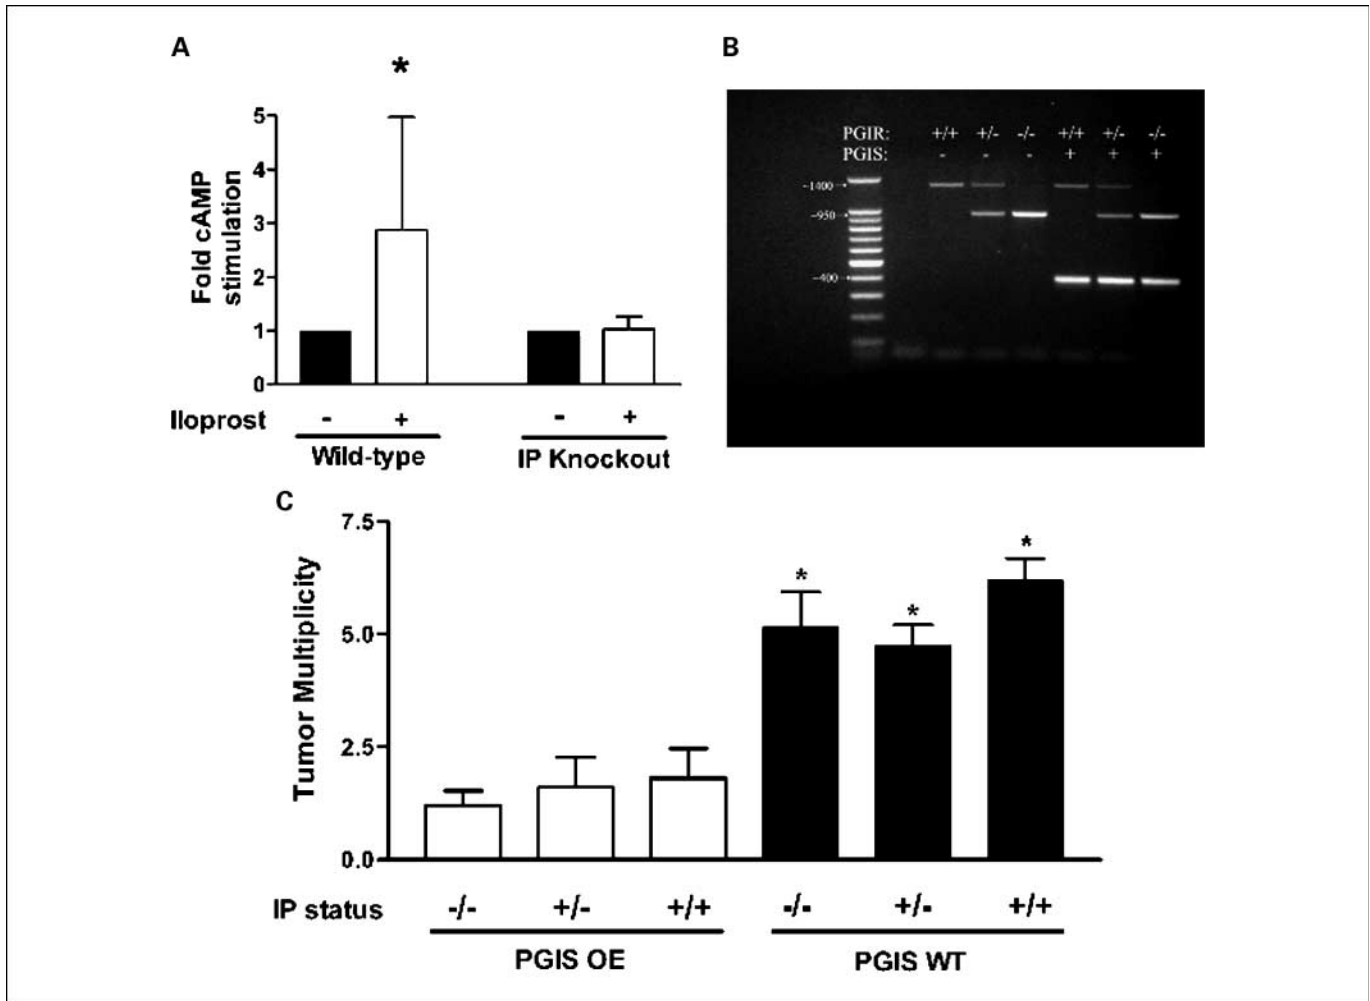 A
*
5
4
3
2
1
0
Fold cAMP
stimulation
Iloprost - + - +
Wild-type IP Knockout
B
PGIR: +/+ +/- -/- +/+ +/- -/-
PGIS: - - - + + +
~1400
~950
~400
C
7.5
5.0
2.5
0.0
Tumor Multiplicity
* * *
IP status -/- +/- +/+ -/- +/- +/+
PGIS OE PGIS WT